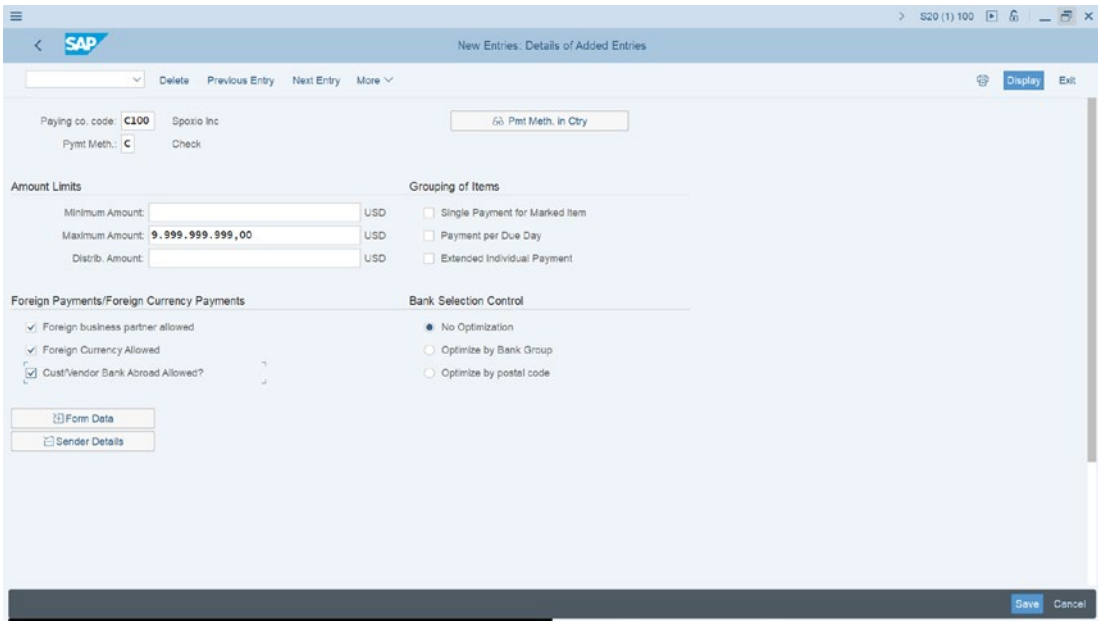 S20 (1) 100
SAP
New Entries: Details of Added Entries
Delete Previous Entry Next Entry More Display Exit
Paying co. code: C100 Spoxio Inc Pmt Meth. in Ctry
Pymt Meth.: C Check
Amount Limits Grouping of Items
Minimum Amount: USD Single Payment for Marked Item
Maximum Amount: 9.999.999.999,00 USD Payment per Due Day
Distrib. Amount: USD Extended Individual Payment
Foreign Payments/Foreign Currency Payments Bank Selection Control
Foreign business partner allowed No Optimization
Foreign Currency Allowed Optimize by Bank Group
Cust/Vendor Bank Abroad Allowed? Optimize by postal code
Form Data
Sender Details
Save Cancel